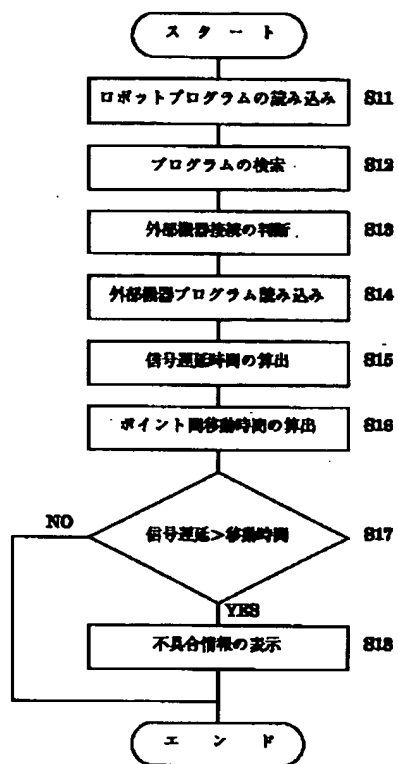 スタート
ロボットプログラムの読み込み S11
プログラムの検索 S12
外部機器接続の判断 S13
外部機器プログラム読み込み S14
信号遅延時間の算出 S15
ポイント間移動時間の算出 S16
信号遅延>移動時間 S17
NO
YES
不具合情報の表示 S18
エンド